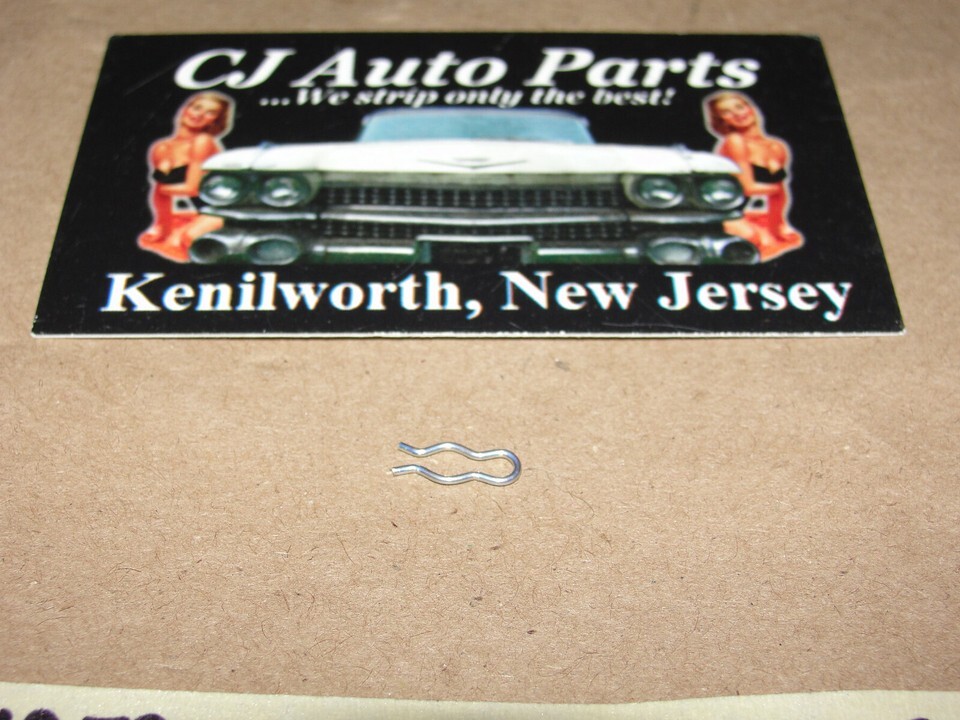 CJ Auto Parts
...We strip only the best!
Kenilworth, New Jersey